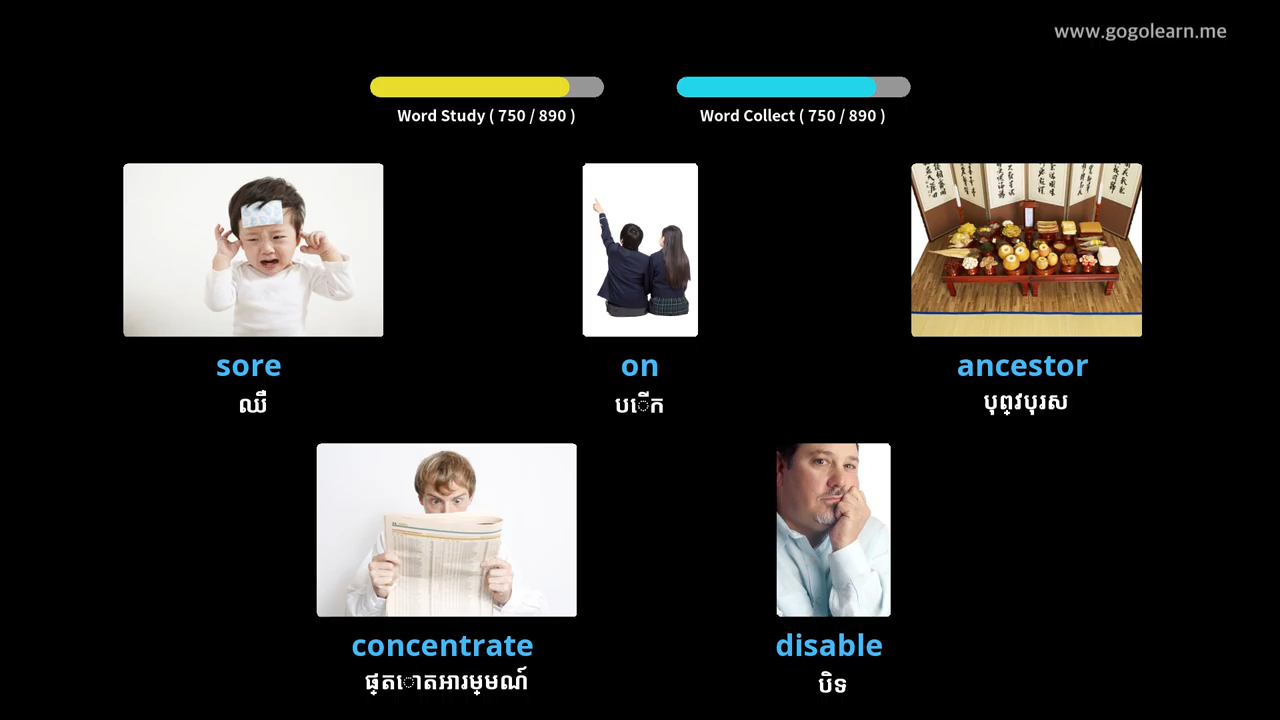 www.gogolearn.me
Word Study ( 750 / 890 )
Word Collect ( 750 / 890 )
sore
on
ancestor
ឈឺ
បើក
បុព្វបុរស
concentrate
disable
ផ្តោតអារម្មណ៍
បិទ